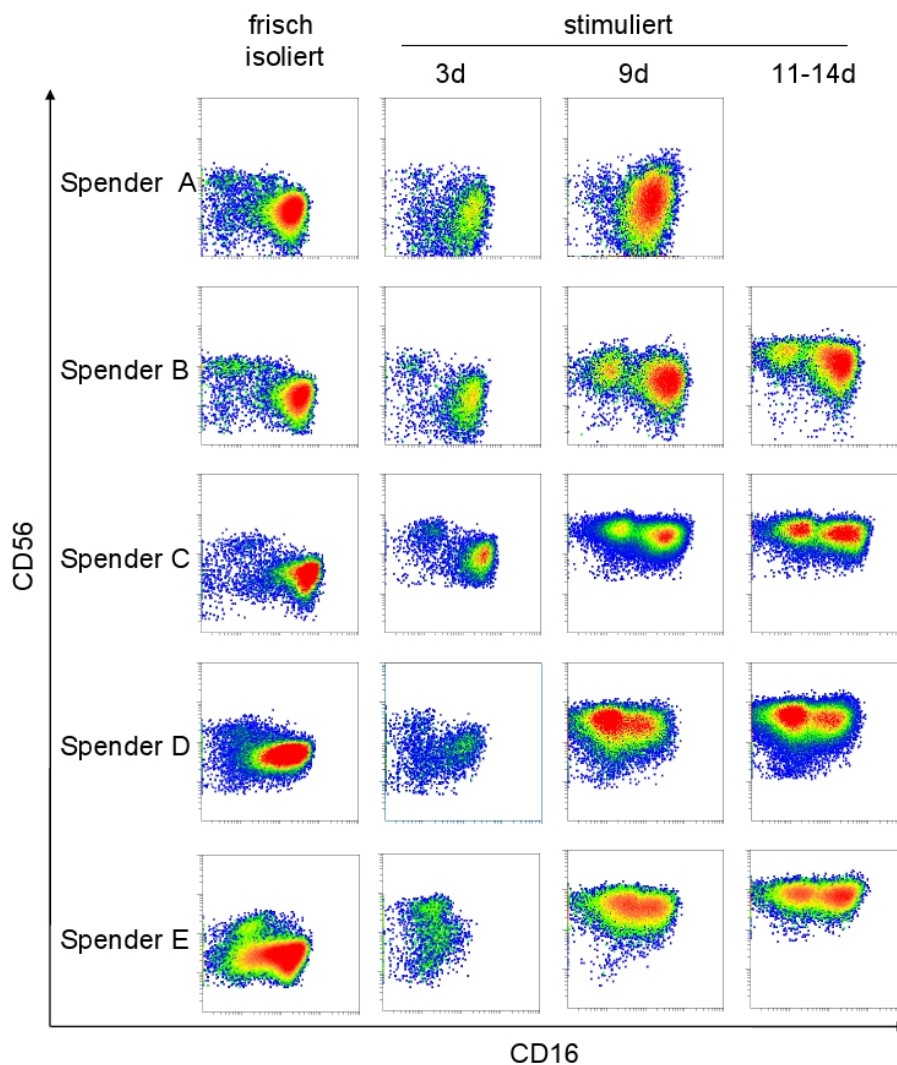 frisch
isoliert
stimuliert
3d
9d
11-14d
Spender A
Spender B
Spender C
Spender D
Spender E
CD56
CD16